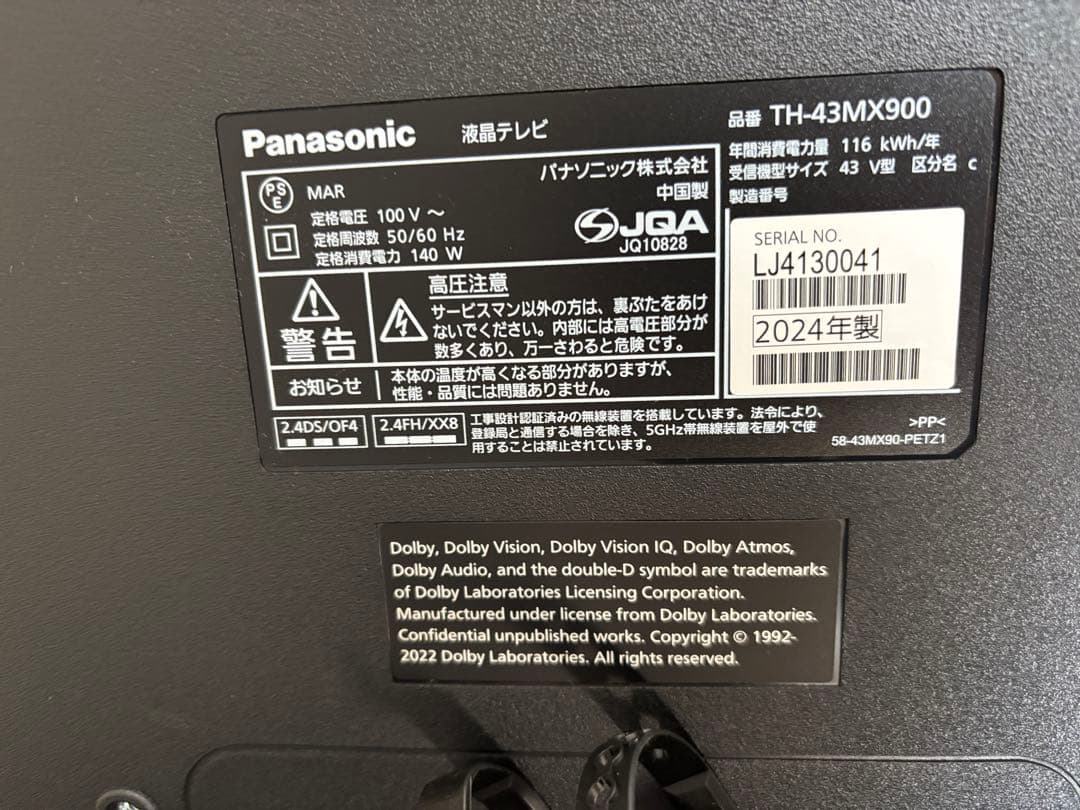 Panasonic 液晶テレビ
PS
E
MAR
パナソニック株式会社
中国製
定格電圧 100 V ～
定格周波数 50/60 Hz
定格消費電力 140 W
JQA
JQ10828
警告
高圧注意
サービスマン以外の方は、裏ぶたをあけ
ないでください。内部には高電圧部分が
数多くあり、万一さわると危険です。
お知らせ
本体の温度が高くなる部分がありますが、
性能・品質には問題ありません。
2.4DS/OF4
2.4FH/XX8
工事設計認証済みの無線装置を搭載しています。法令により、
登録局と通信する場合を除き、5GHz帯無線装置を屋外で使
用することは禁止されています。
品番 TH-43MX900
年間消費電力量 116 kWh/年
受信機型サイズ 43 V型 区分名 c
製造番号
SERIAL NO.
LJ4130041
2024年製
>PP<
58-43MX90-PETZ1
Dolby, Dolby Vision, Dolby Vision IQ, Dolby Atmos,
Dolby Audio, and the double-D symbol are trademarks
of Dolby Laboratories Licensing Corporation.
Manufactured under license from Dolby Laboratories.
Confidential unpublished works. Copyright © 1992-
2022 Dolby Laboratories. All rights reserved.